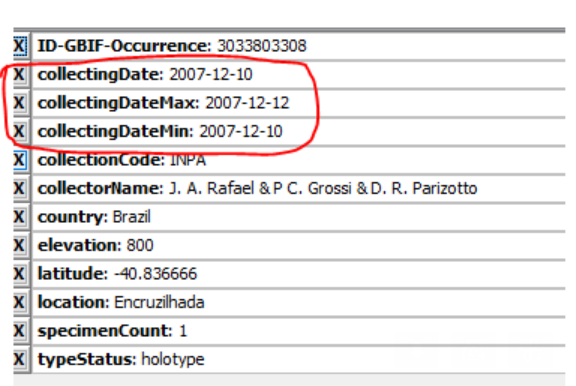 X ID-GBIF-Occurrence: 3033803308
X collectingDate: 2007-12-10
X collectingDateMax: 2007-12-12
X collectingDateMin: 2007-12-10
X collectionCode: INPA
X collectorName: J. A. Rafael & P C. Grossi & D. R. Parizotto
X country: Brazil
X elevation: 800
X latitude: -40.836666
X location: Encruzilhada
X specimenCount: 1
X typeStatus: holotype